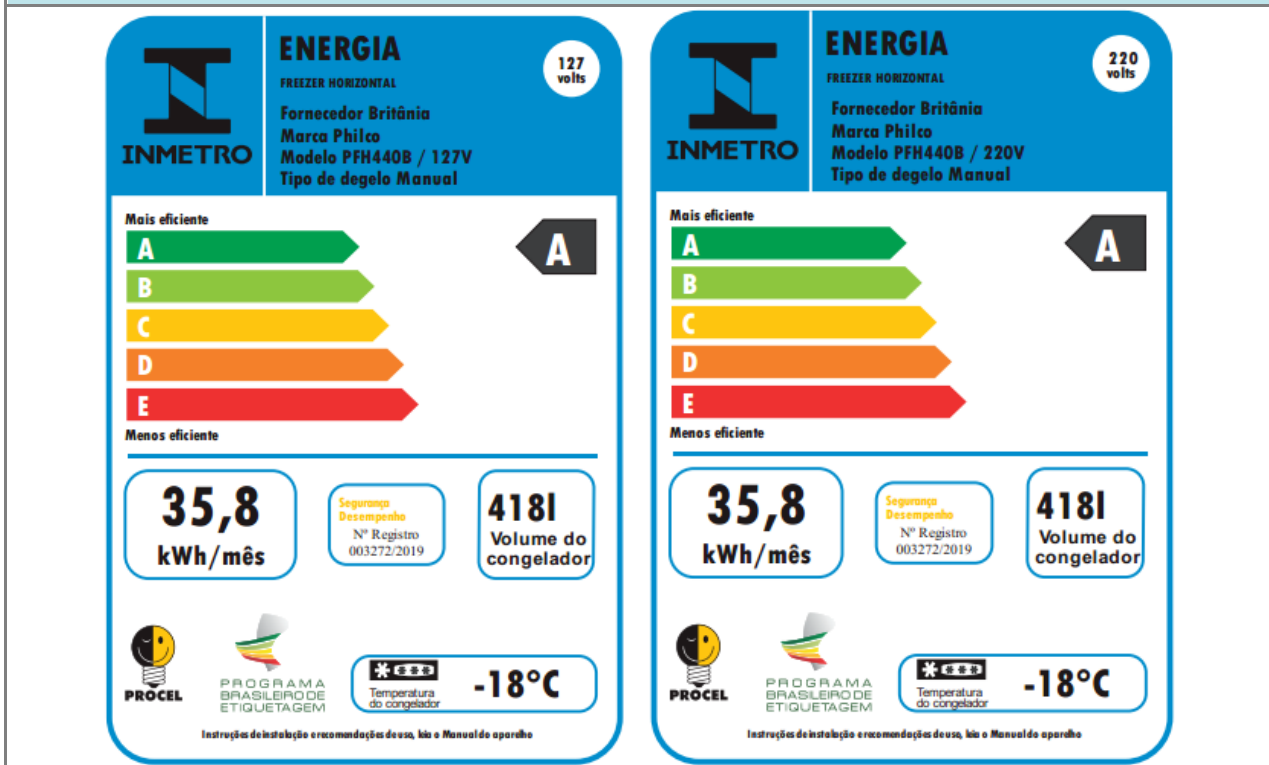 ENERGIA
127
volts
FREEZER HORIZONTAL
Fornecedor Britânia
Marca Philco
Modelo PFH440B / 127V
Tipo de degelo Manual
INMETRO
Mais eficiente
A
A
B
C
D
E
Menos eficiente
35,8
kWh/mês
Segurança
Desempenho
Nº Registro
003272/2019
418l
Volume do
congelador
PROCEL
PROGRAMA
BRASILEIRO DE
ETIQUETAGEM
Temperatura
do congelador
-18°C
Instruções de instalação e recomendações de uso, leia o Manual do aparelho
ENERGIA
220
volts
FREEZER HORIZONTAL
Fornecedor Britânia
Marca Philco
Modelo PFH440B / 220V
Tipo de degelo Manual
INMETRO
Mais eficiente
A
A
B
C
D
E
Menos eficiente
35,8
kWh/mês
Segurança
Desempenho
Nº Registro
003272/2019
418l
Volume do
congelador
PROCEL
PROGRAMA
BRASILEIRO DE
ETIQUETAGEM
Temperatura
do congelador
-18°C
Instruções de instalação e recomendações de uso, leia o Manual do aparelho